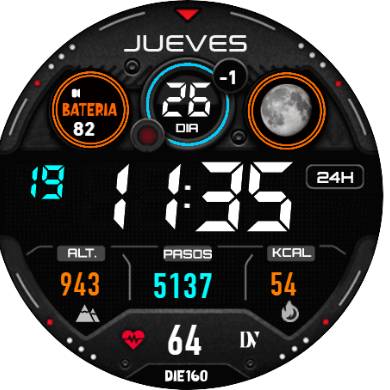 JUEVES
-1
BATERIA
82
26
DIA
19
11:35
24H
ALT.
PASOS
KCAL
943
5137
54
64
DIE160